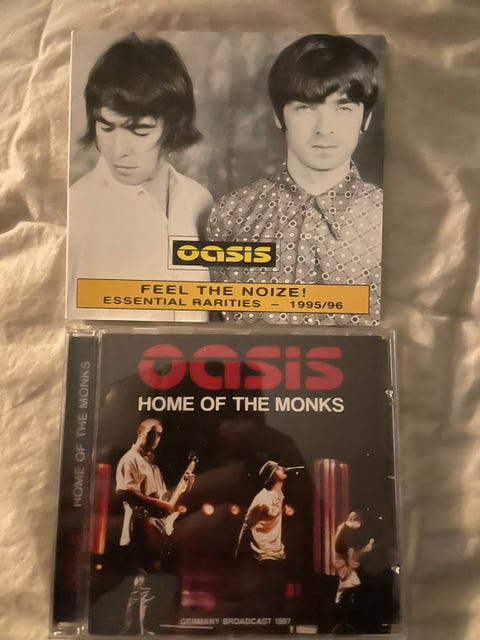 oasis
FEEL THE NOIZE!
ESSENTIAL RARITIES – 1995/96
HOME OF THE MONKS
oasis
HOME OF THE MONKS
GERMANY BROADCAST 1997